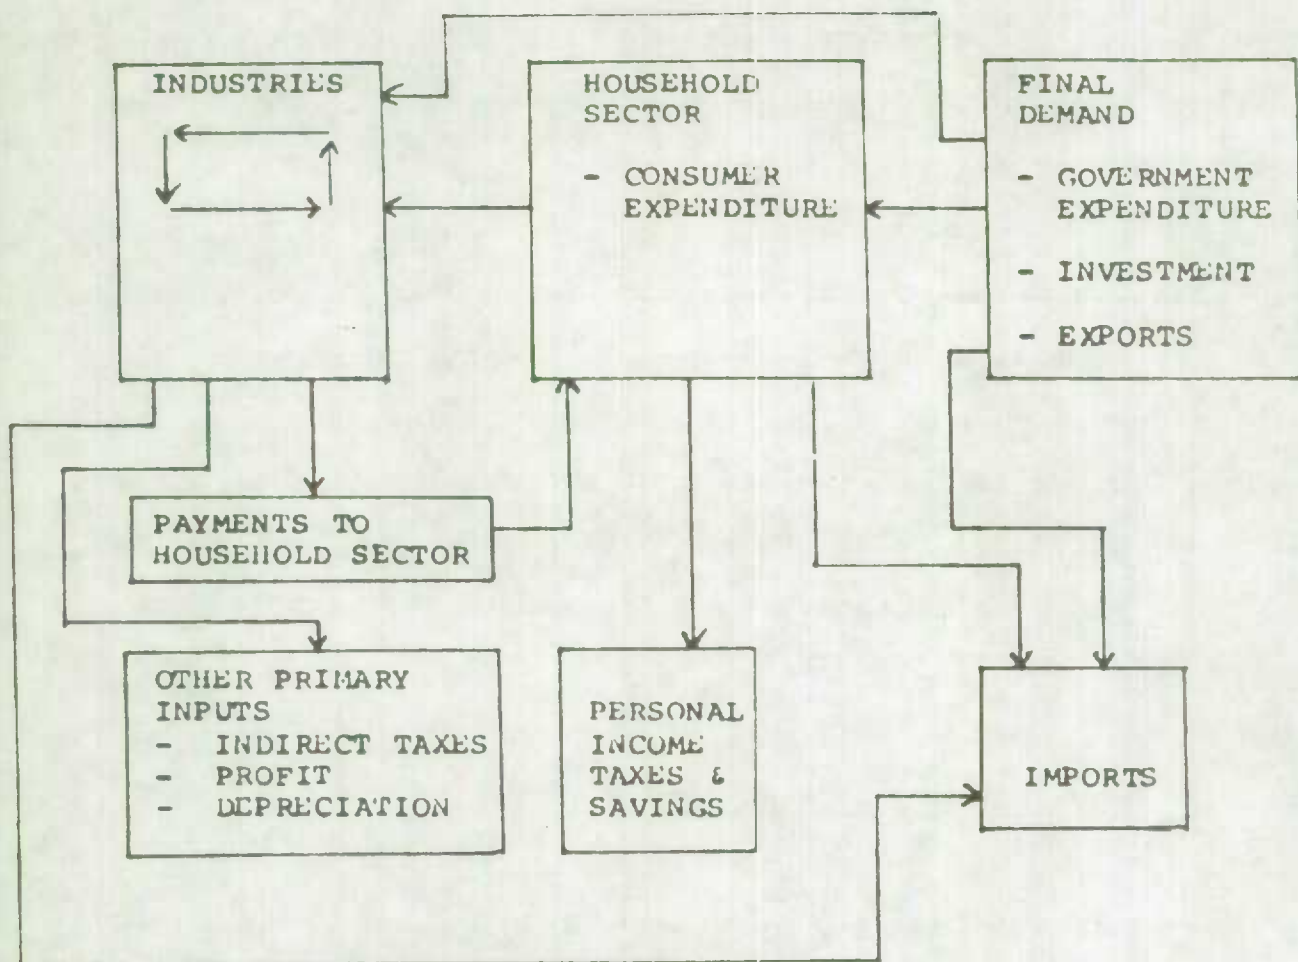 INDUSTRIES
HOUSEHOLD
SECTOR
- CONSUMER
EXPENDITURE
FINAL
DEMAND
- GOVERNMENT
EXPENDITURE
- INVESTMENT
- EXPORTS
PAYMENTS TO
HOUSEHOLD SECTOR
OTHER PRIMARY
INPUTS
- INDIRECT TAXES
- PROFIT
- DEPRECIATION
PERSONAL
INCOME
TAXES &
SAVINGS
IMPORTS